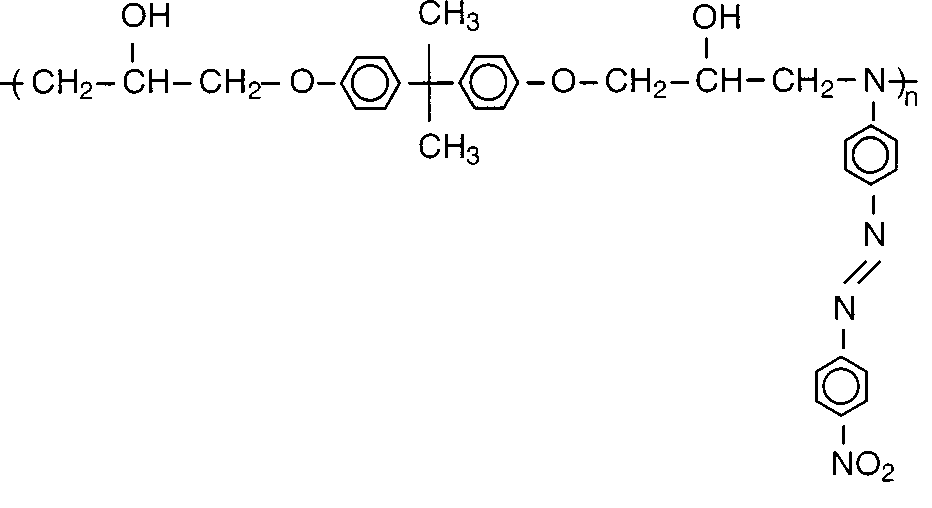 OH CH₃ OH
(CH₂–CH–CH₂–O O–CH₂–CH–CH₂–N)n
CH₃
N
N
NO₂